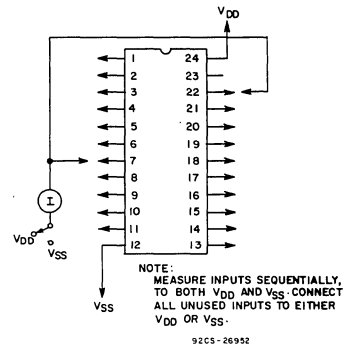 VDD
1 24
2 23
3 22
4 21
5 20
6 19
7 18
8 17
9 16
10 15
11 14
12 13
I
VDD
VSS
VSS
NOTE:
MEASURE INPUTS SEQUENTIALLY,
TO BOTH VDD AND VSS. CONNECT
ALL UNUSED INPUTS TO EITHER
VDD OR VSS.
92CS-26952